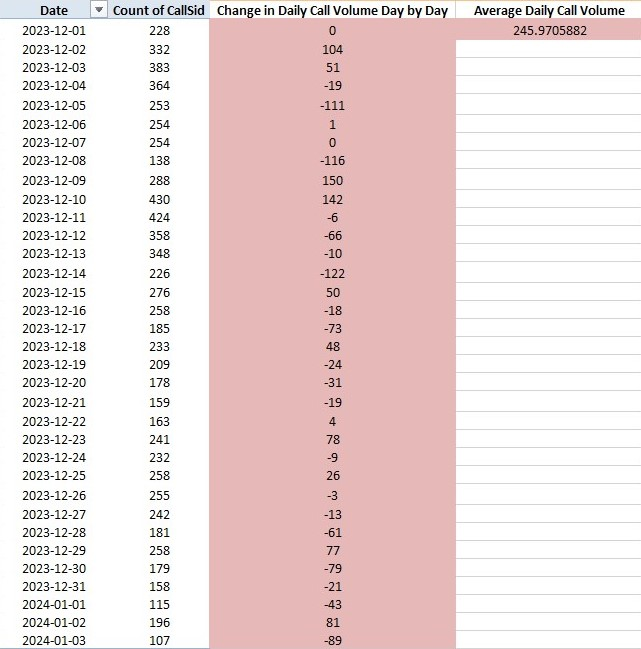 Date Count of CallSid Change in Daily Call Volume Day by Day Average Daily Call Volume
2023-12-01 228 0 245.9705882
2023-12-02 332 104
2023-12-03 383 51
2023-12-04 364 -19
2023-12-05 253 -111
2023-12-06 254 1
2023-12-07 254 0
2023-12-08 138 -116
2023-12-09 288 150
2023-12-10 430 142
2023-12-11 424 -6
2023-12-12 358 -66
2023-12-13 348 -10
2023-12-14 226 -122
2023-12-15 276 50
2023-12-16 258 -18
2023-12-17 185 -73
2023-12-18 233 48
2023-12-19 209 -24
2023-12-20 178 -31
2023-12-21 159 -19
2023-12-22 163 4
2023-12-23 241 78
2023-12-24 232 -9
2023-12-25 258 26
2023-12-26 255 -3
2023-12-27 242 -13
2023-12-28 181 -61
2023-12-29 258 77
2023-12-30 179 -79
2023-12-31 158 -21
2024-01-01 115 -43
2024-01-02 196 81
2024-01-03 107 -89